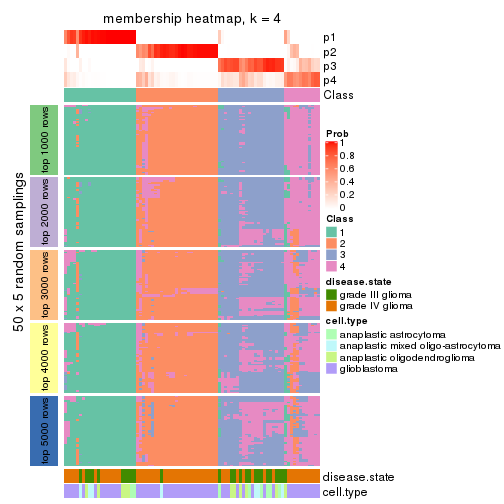 membership heatmap, k = 4
p1
p2
p3
p4
Class
50 x 5 random samplings
top 1000 rows
top 2000 rows
top 3000 rows
top 4000 rows
top 5000 rows
disease.state
cell.type
Prob
1
0.8
0.6
0.4
0.2
0
Class
1
2
3
4
disease.state
grade III glioma
grade IV glioma
cell.type
anaplastic astrocytoma
anaplastic mixed oligo-astrocytoma
anaplastic oligodendroglioma
glioblastoma